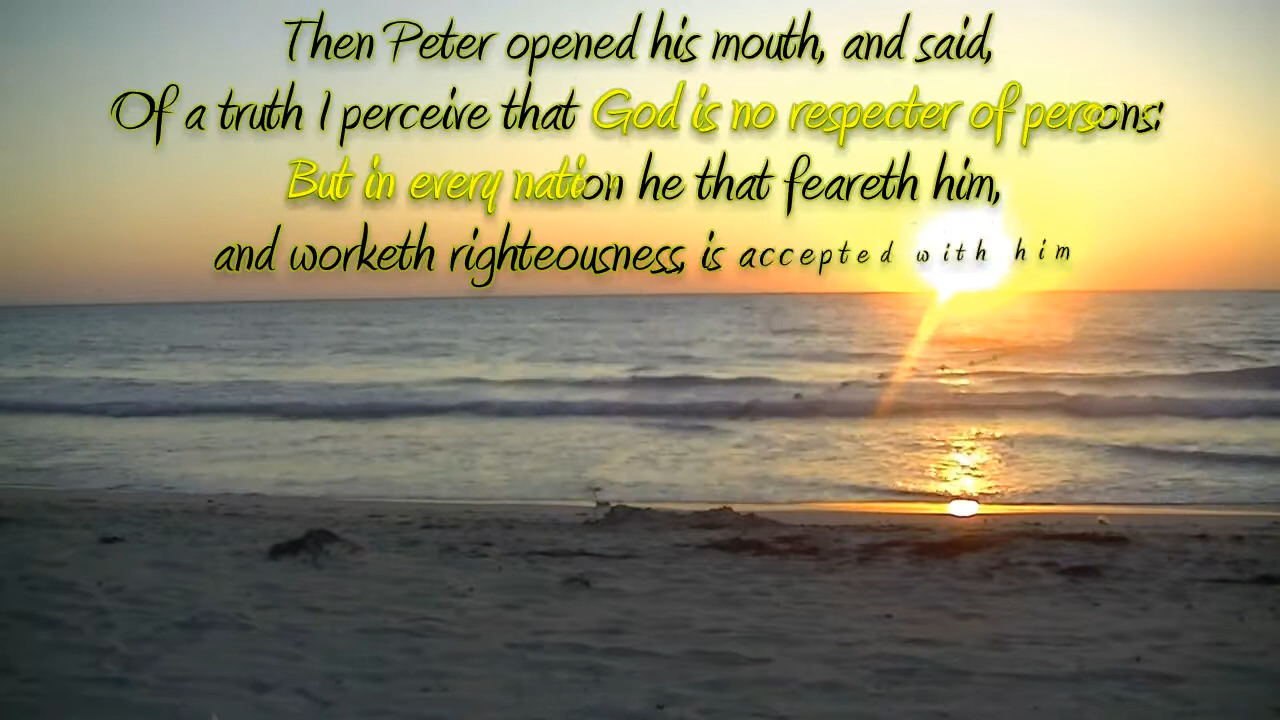 Then Peter opened his mouth, and said,
Of a truth I perceive that God is no respecter of persons:
But in every nation he that feareth him,
and worketh righteousness, is accepted with him